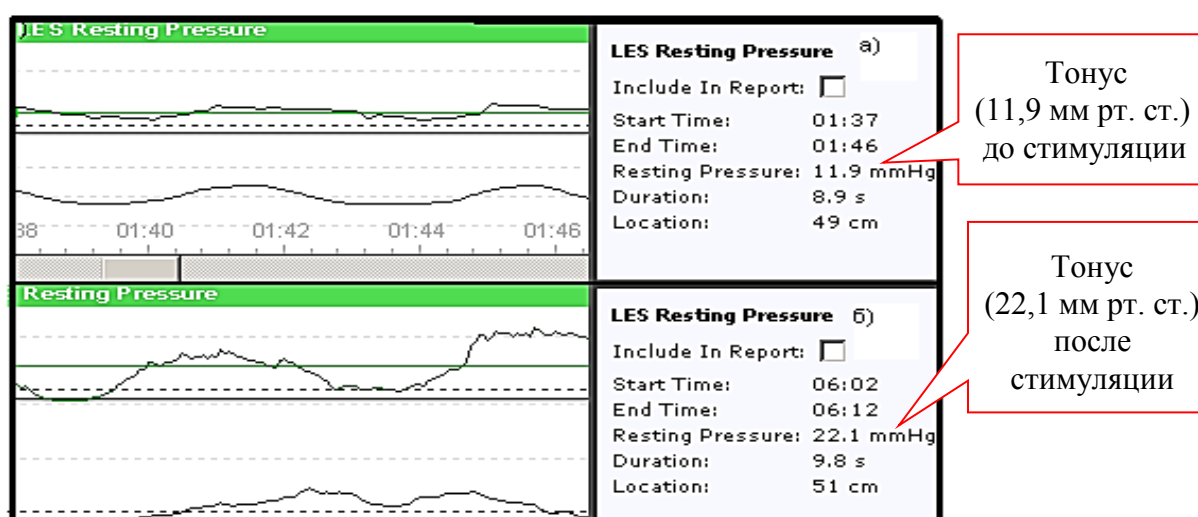 LES Resting Pressure
LES Resting Pressure а)
Include In Report:
Start Time: 01:37
End Time: 01:46
Resting Pressure: 11.9 mmHg
Duration: 8.9 s
Location: 49 cm
38 01:40 01:42 01:44 01:46
Тонус
(11,9 мм рт. ст.)
до стимуляции
Resting Pressure
LES Resting Pressure б)
Include In Report:
Start Time: 06:02
End Time: 06:12
Resting Pressure: 22.1 mmHg
Duration: 9.8 s
Location: 51 cm
Тонус
(22,1 мм рт. ст.)
после
стимуляции